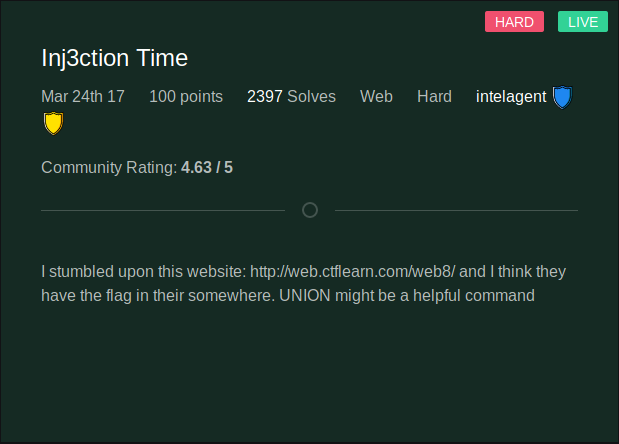 HARD LIVE
Inj3ction Time
Mar 24th 17 100 points 2397 Solves Web Hard intelagent
Community Rating: 4.63 / 5
I stumbled upon this website: http://web.ctflearn.com/web8/ and I think they
have the flag in their somewhere. UNION might be a helpful command